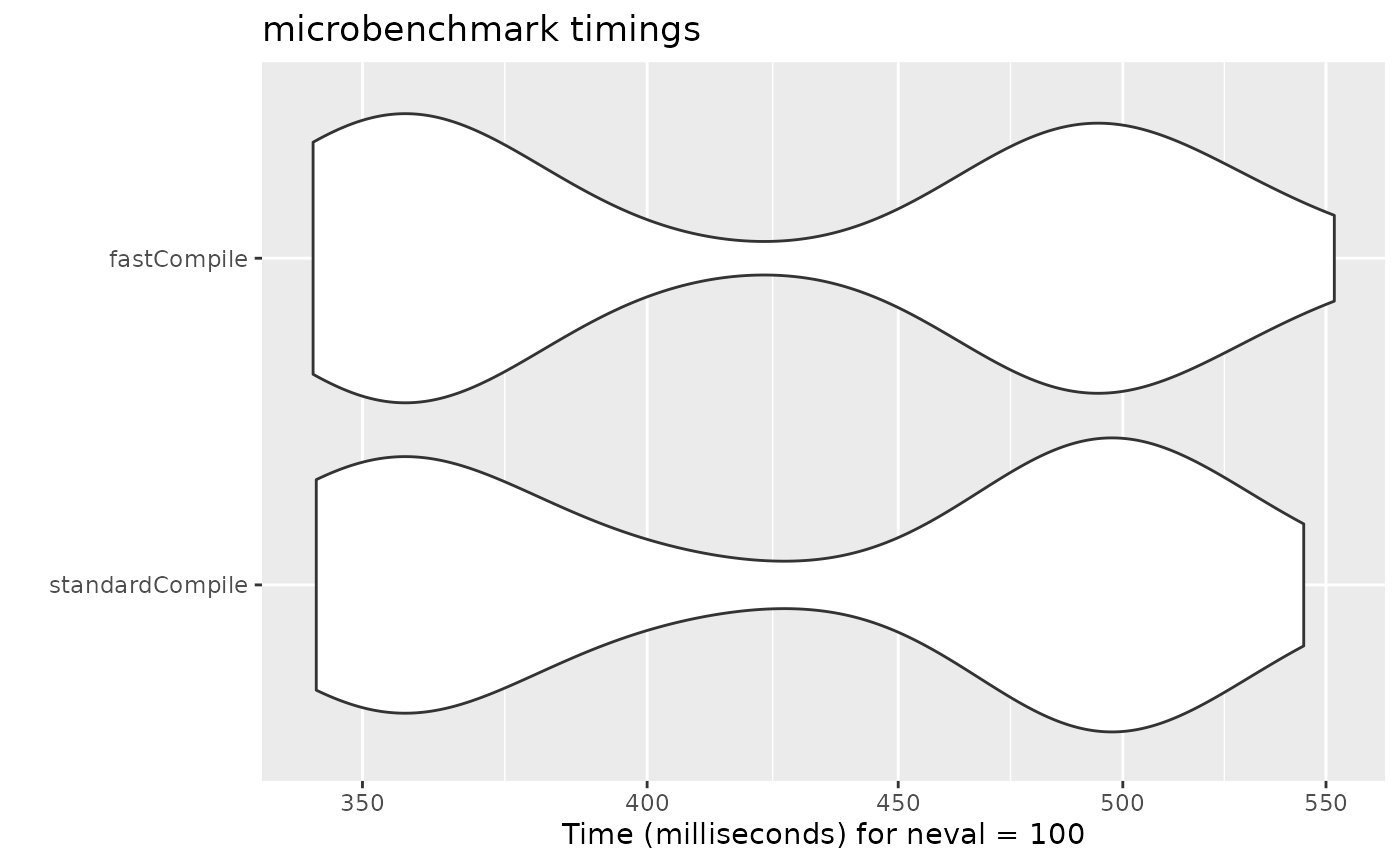 microbenchmark timings
fastCompile
standardCompile
350 400 450 500 550
Time (milliseconds) for neval = 100